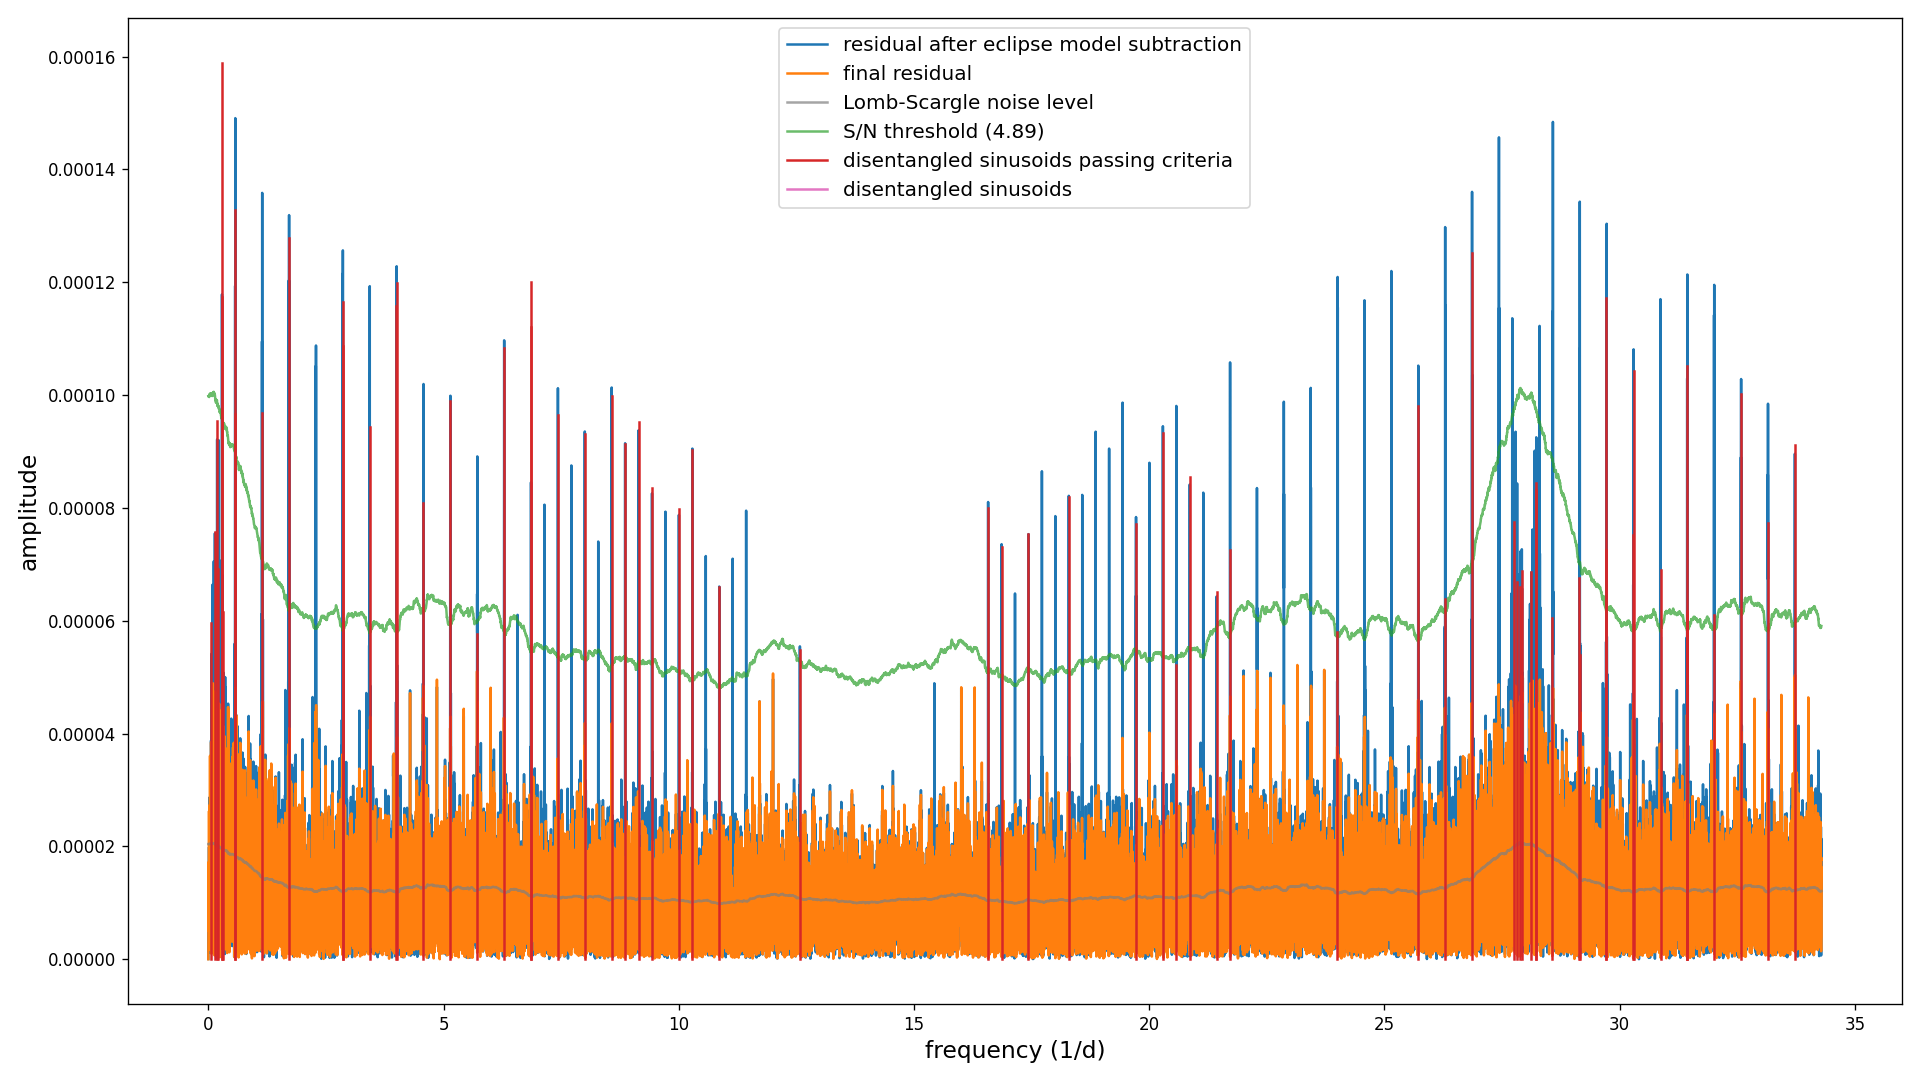 residual after eclipse model subtraction
final residual
Lomb-Scargle noise level
S/N threshold (4.89)
disentangled sinusoids passing criteria
disentangled sinusoids
0.00016
0.00014
0.00012
0.00010
0.00008
0.00006
0.00004
0.00002
0.00000
amplitude
0 5 10 15 20 25 30 35
frequency (1/d)